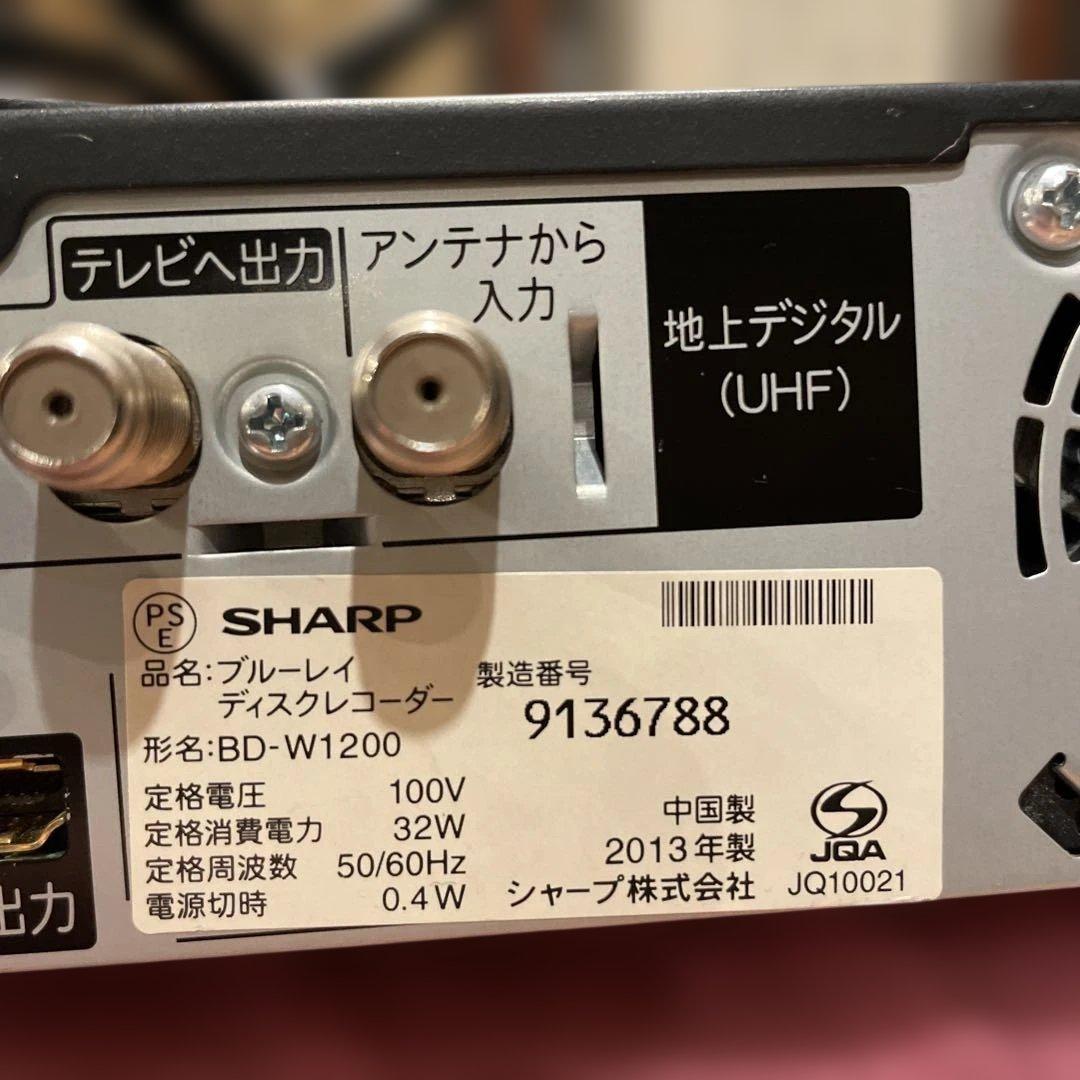 テレビへ出力
アンテナから
入力
地上デジタル
(UHF)
PS
E
SHARP
品名:ブルーレイ
ディスクレコーダー
製造番号
9136788
形名:BD-W1200
定格電圧 100V
定格消費電力 32W
定格周波数 50/60Hz
電源切時 0.4W
中国製
2013年製
シャープ株式会社
JQA
JQ10021
出力